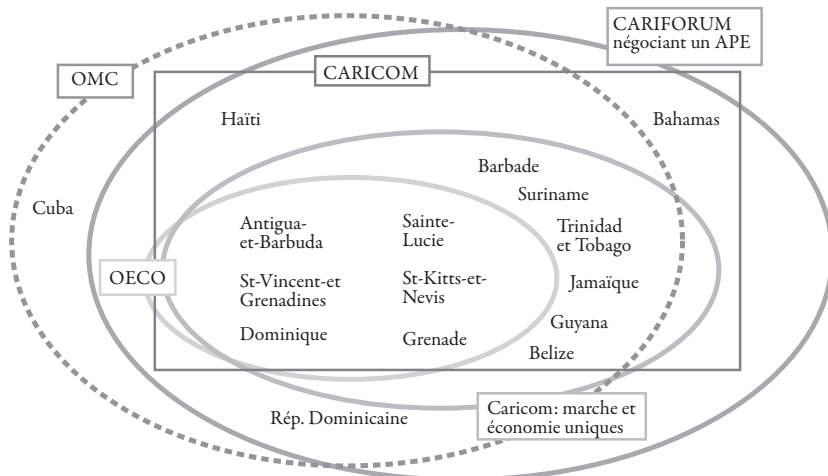 CARIFORUM
négociant un APE
OMC
CARICOM
Haïti
Bahamas
Barbade
Suriname
Cuba
Antigua-
et-Barbuda
Sainte-
Lucie
Trinidad
et Tobago
OECO
St-Vincent-et
Grenadines
St-Kitts-et-
Nevis
Jamaïque
Dominique
Grenade
Guyana
Belize
Rép. Dominicaine
Caricom: marche et
économie uniques